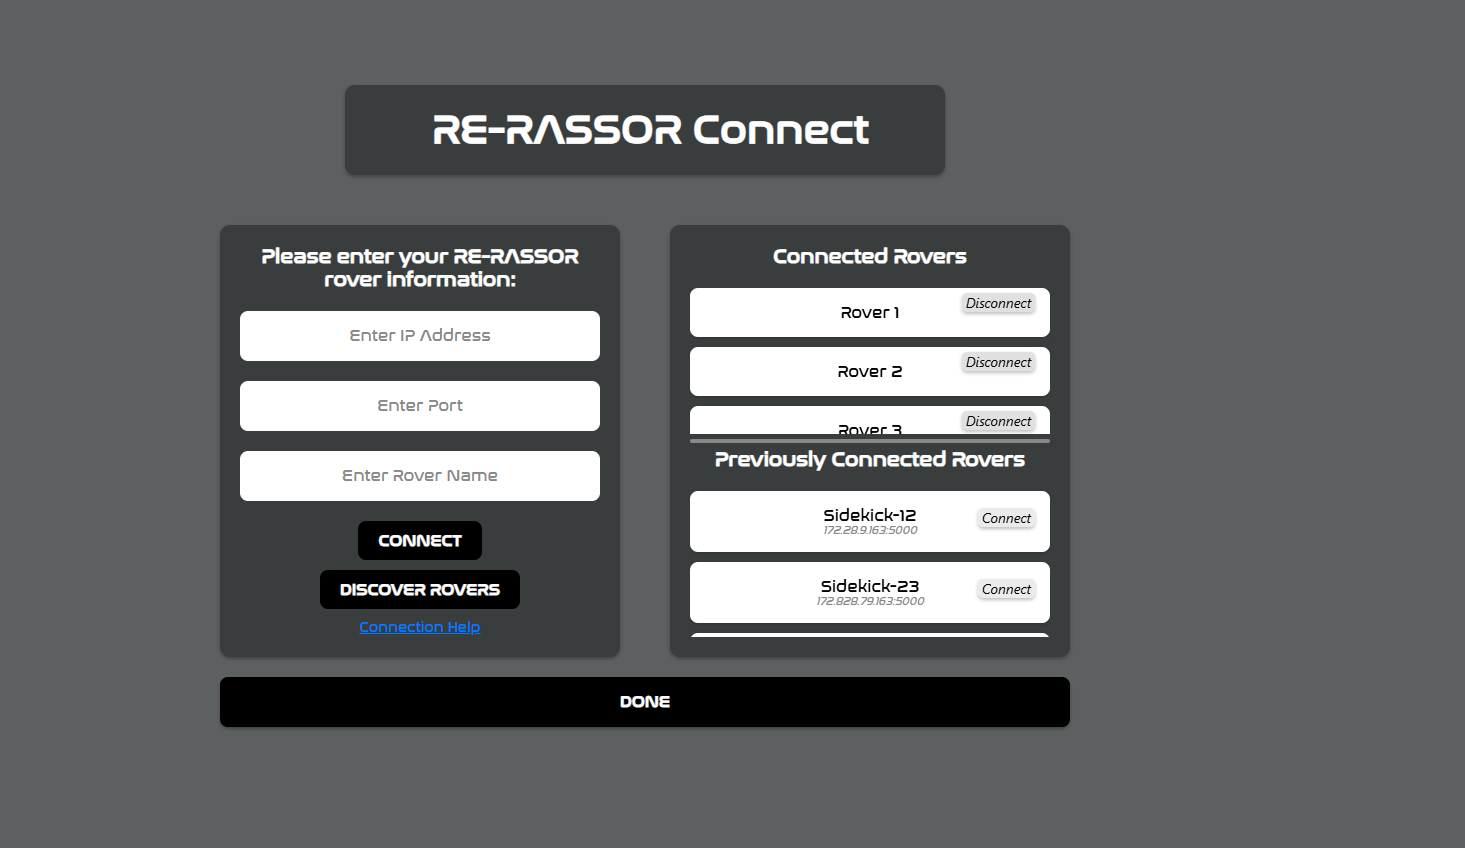 RE-RASSOR Connect
Please enter your RE-RASSOR
rover information:
Enter IP Address
Enter Port
Enter Rover Name
CONNECT
DISCOVER ROVERS
Connection Help
Connected Rovers
Rover 1
Disconnect
Rover 2
Disconnect
Rover 3
Disconnect
Previously Connected Rovers
Sidekick-12
172.28.9.163:5000
Connect
Sidekick-23
172.828.79.163:5000
Connect
DONE